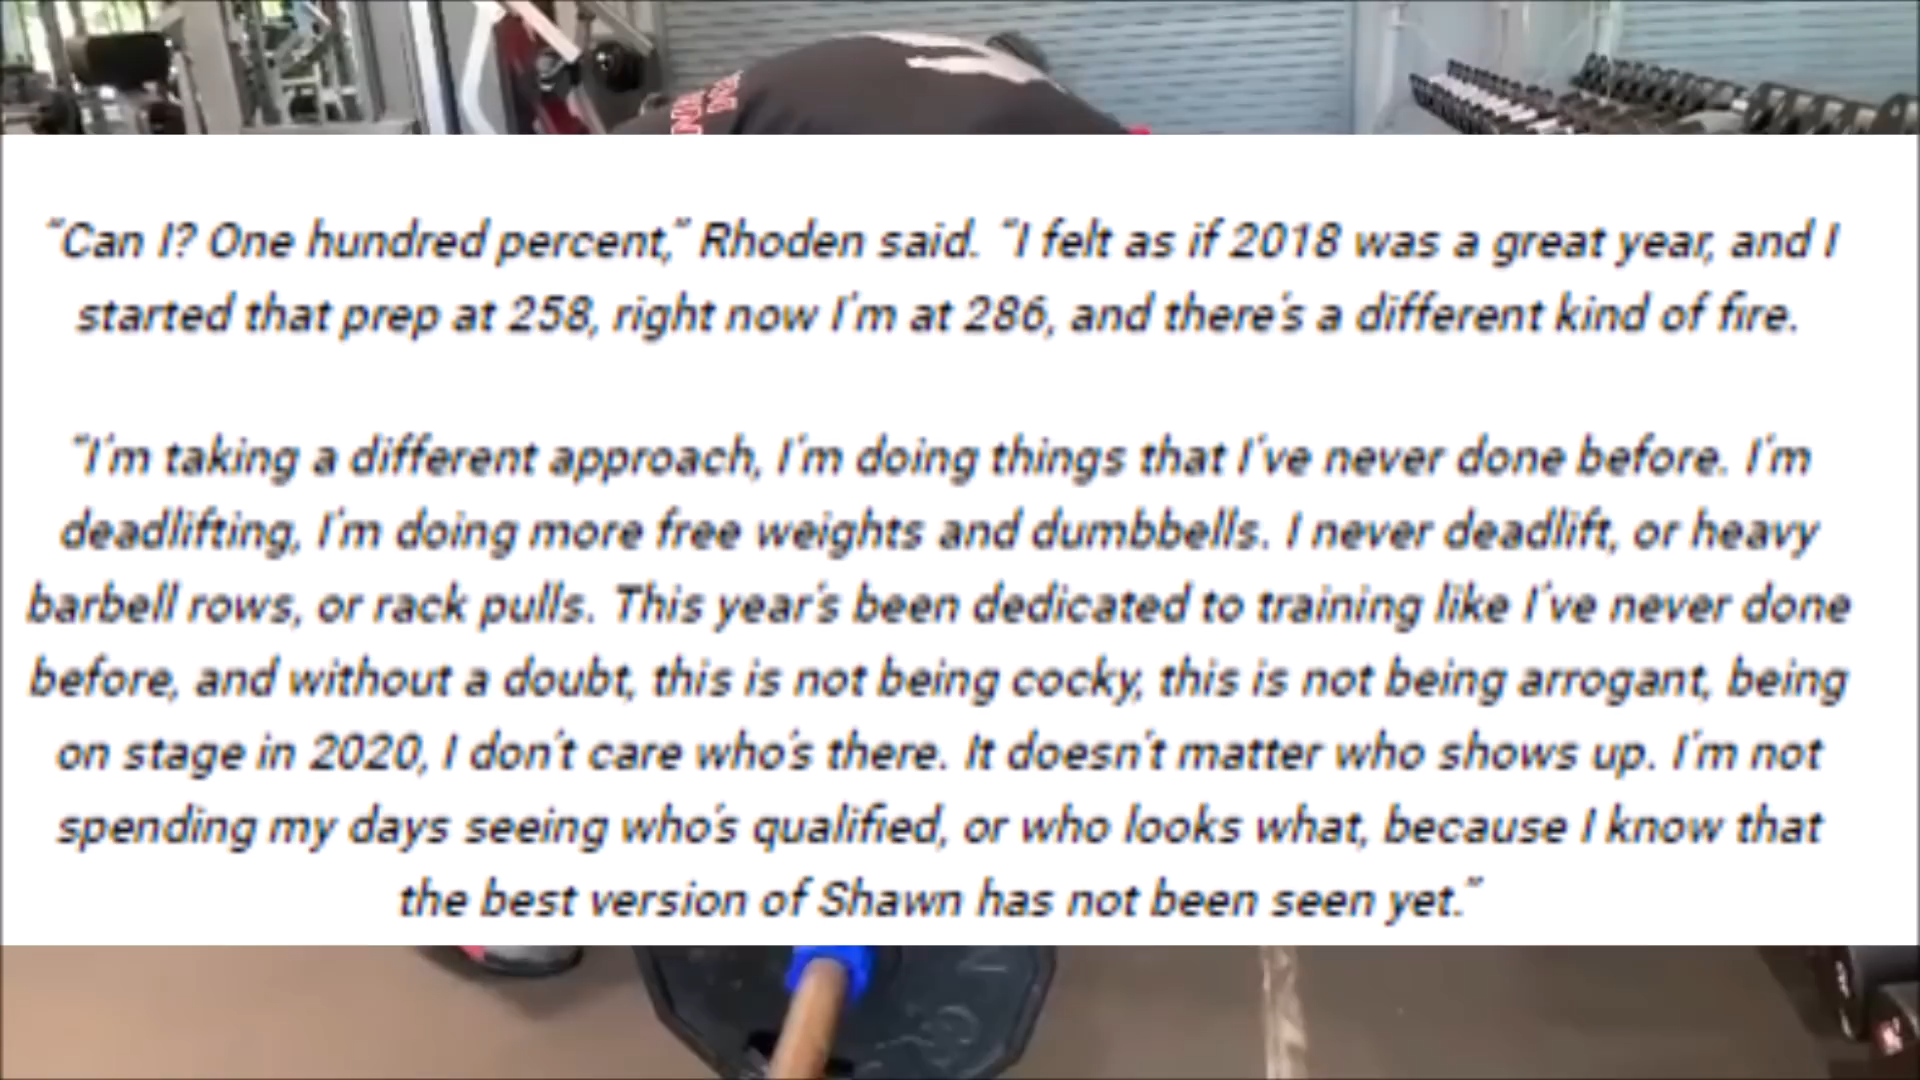 “Can I? One hundred percent,” Rhoden said. “I felt as if 2018 was a great year, and I
started that prep at 258, right now I’m at 286, and there’s a different kind of fire.
“I’m taking a different approach, I’m doing things that I’ve never done before. I’m
deadlifting, I’m doing more free weights and dumbbells. I never deadlift, or heavy
barbell rows, or rack pulls. This year’s been dedicated to training like I’ve never done
before, and without a doubt, this is not being cocky, this is not being arrogant, being
on stage in 2020, I don’t care who’s there. It doesn’t matter who shows up. I’m not
spending my days seeing who’s qualified, or who looks what, because I know that
the best version of Shawn has not been seen yet.”